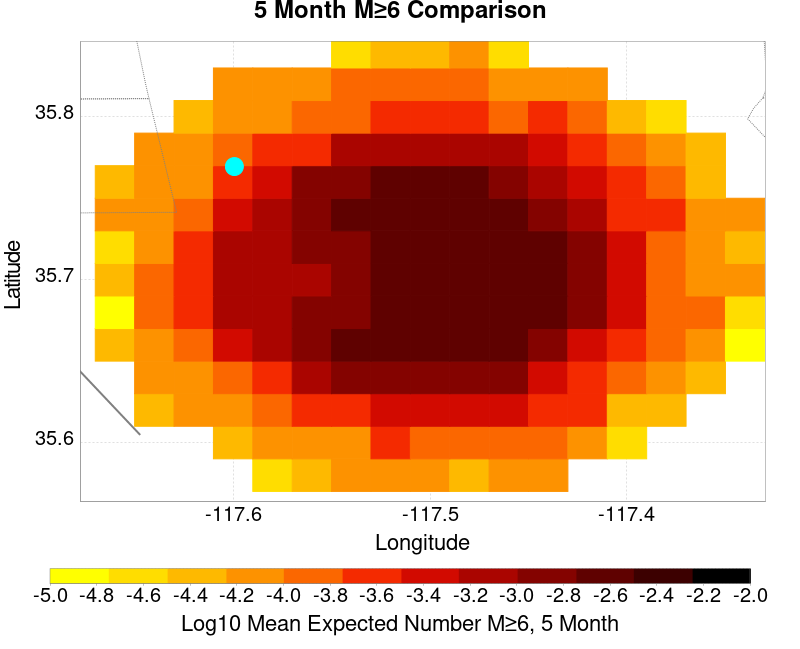 5 Month M≥6 Comparison
35.8
35.7
35.6
Latitude
-117.6 -117.5 -117.4
Longitude
-5.0 -4.8 -4.6 -4.4 -4.2 -4.0 -3.8 -3.6 -3.4 -3.2 -3.0 -2.8 -2.6 -2.4 -2.2 -2.0
Log10 Mean Expected Number M≥6, 5 Month